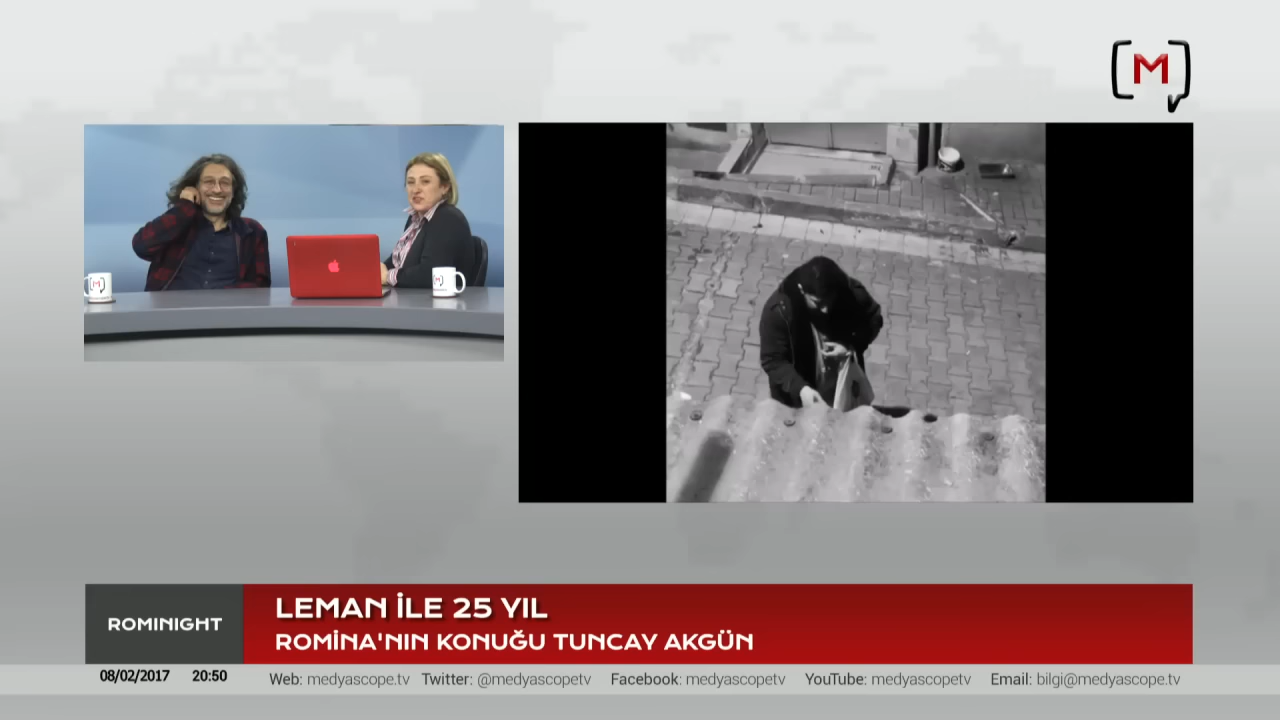 [M]
[M]
[M]
ROMINIGHT
LEMAN İLE 25 YIL
ROMİNA'NIN KONUĞU TUNCAY AKGÜN
08/02/2017 20:50 Web: medyascope.tv Twitter: @medyascopetv Facebook: medyascopetv YouTube: medyascopetv Email: bilgi@medyascope.tv